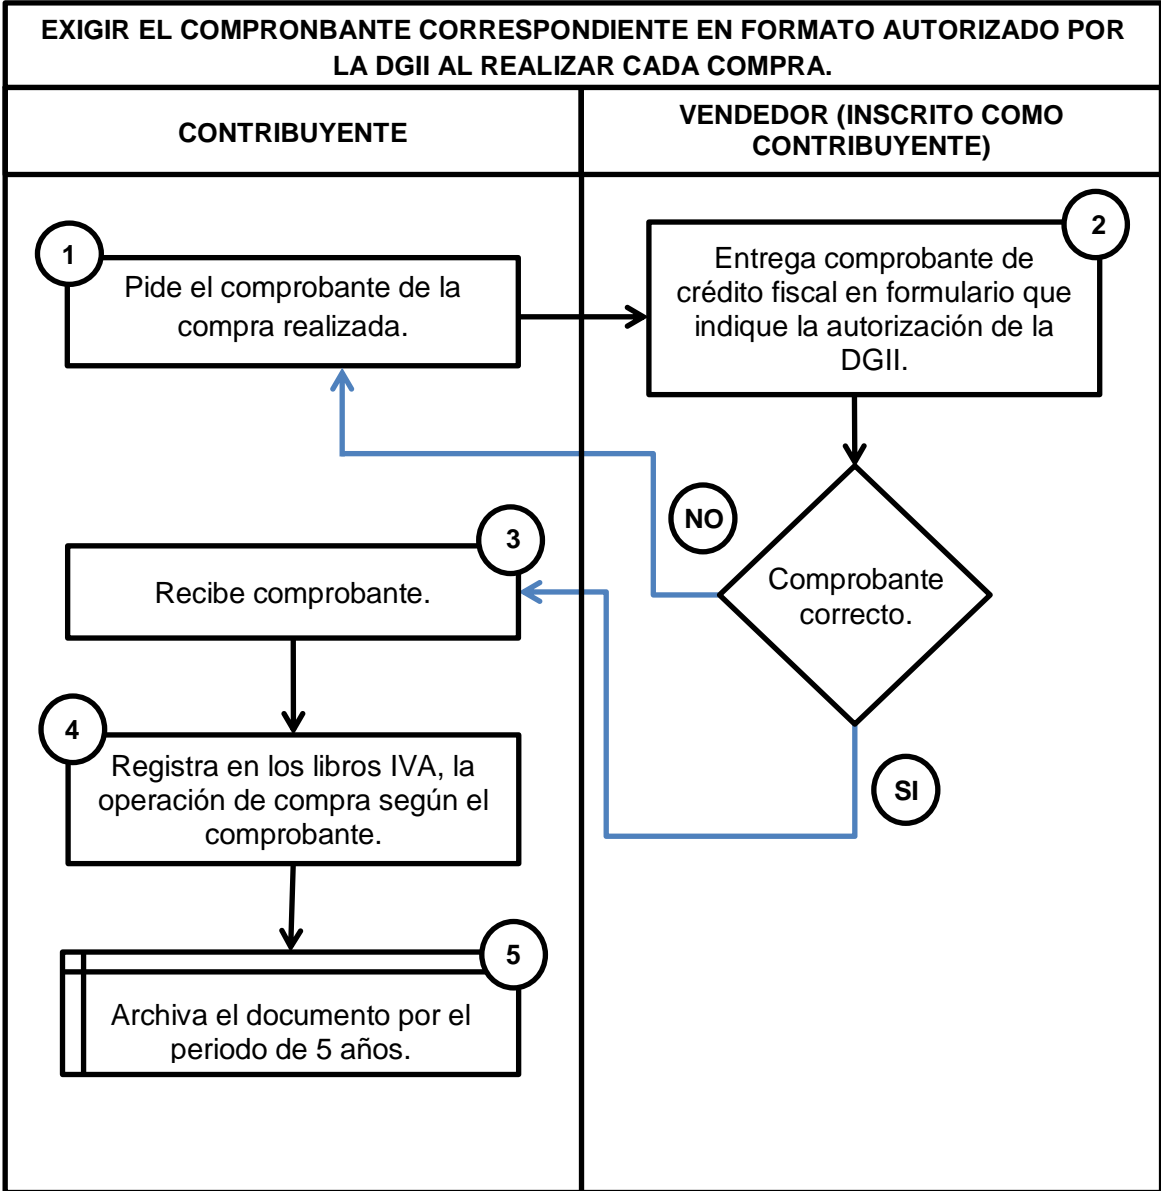 EXIGIR EL COMPRONBANTE CORRESPONDIENTE EN FORMATO AUTORIZADO POR
LA DGII AL REALIZAR CADA COMPRA.
CONTRIBUYENTE
VENDEDOR (INSCRITO COMO
CONTRIBUYENTE)
1
Pide el comprobante de la
compra realizada.
2
Entrega comprobante de
crédito fiscal en formulario que
indique la autorización de la
DGII.
NO
Comprobante
correcto.
SI
3
Recibe comprobante.
4
Registra en los libros IVA, la
operación de compra según el
comprobante.
5
Archiva el documento por el
periodo de 5 años.